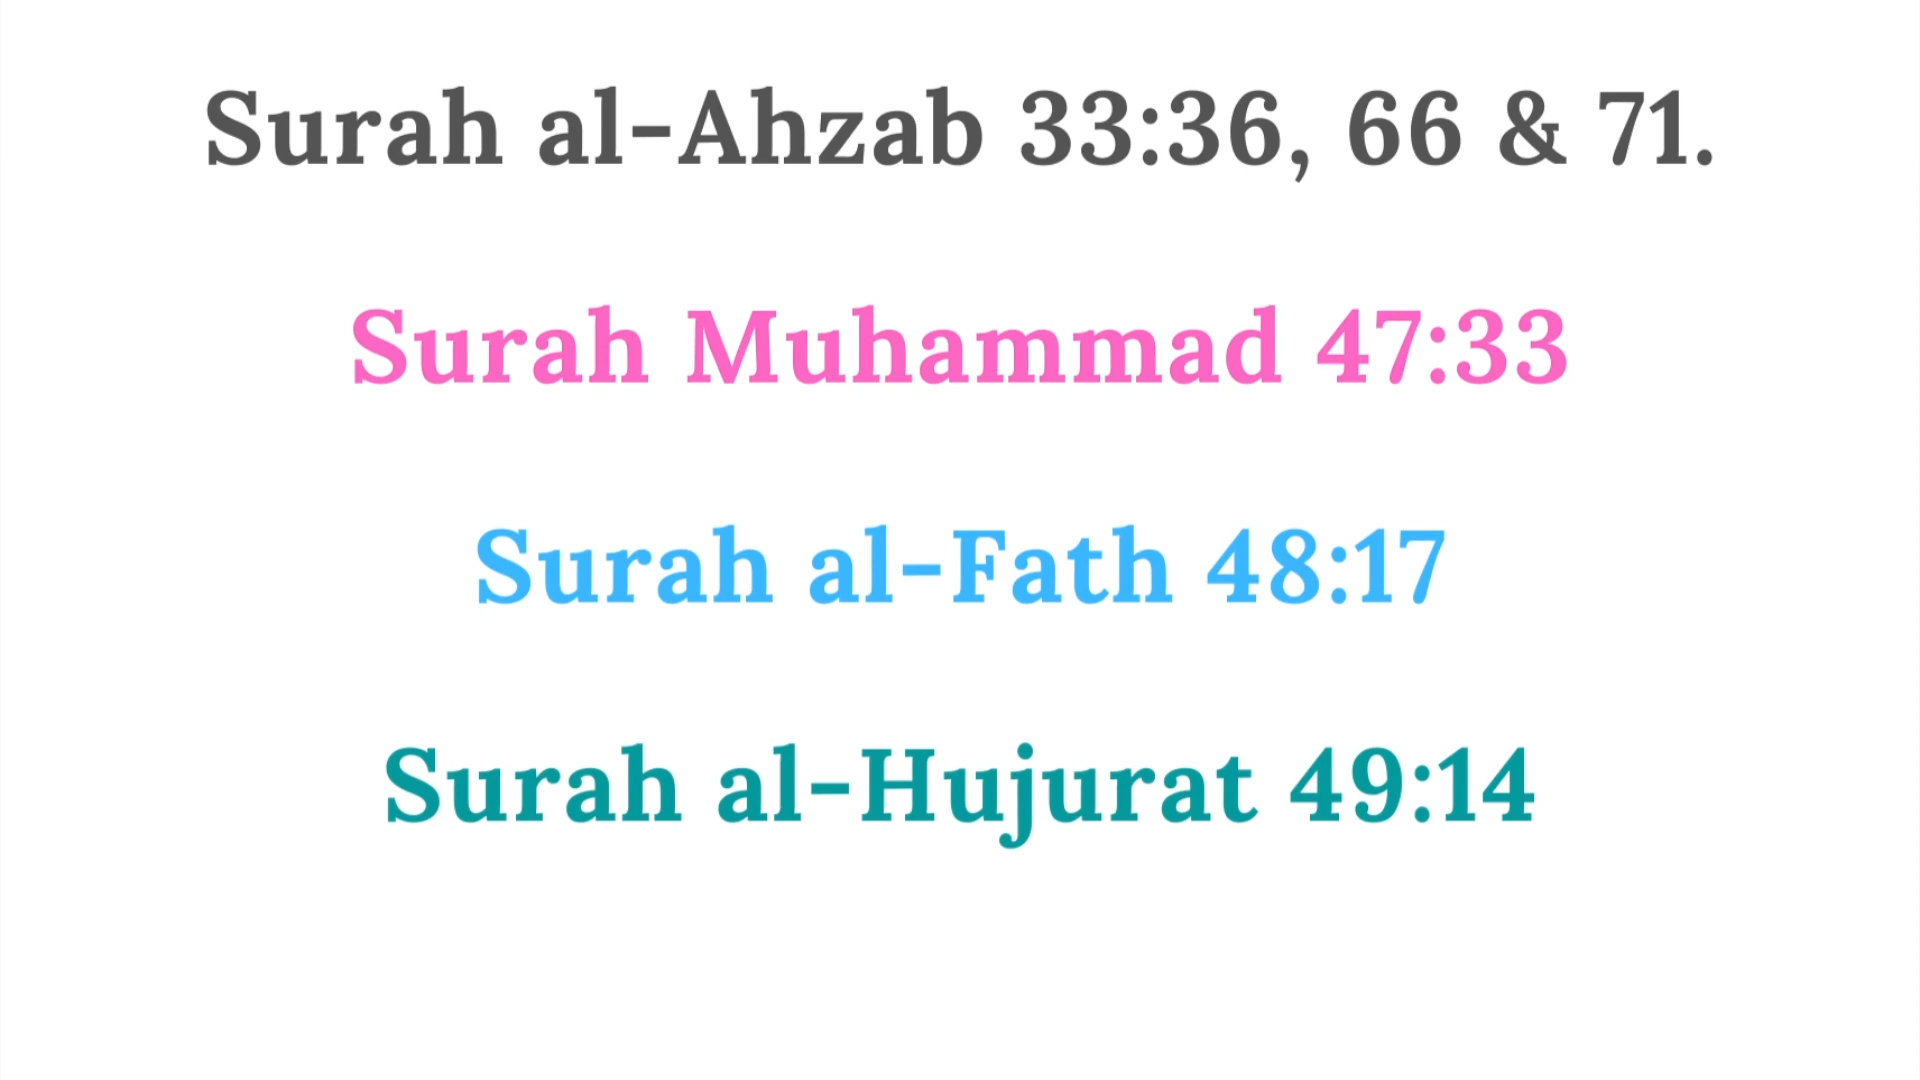 Surah al-Ahzab 33:36, 66 & 71.
Surah Muhammad 47:33
Surah al-Fath 48:17
Surah al-Hujurat 49:14